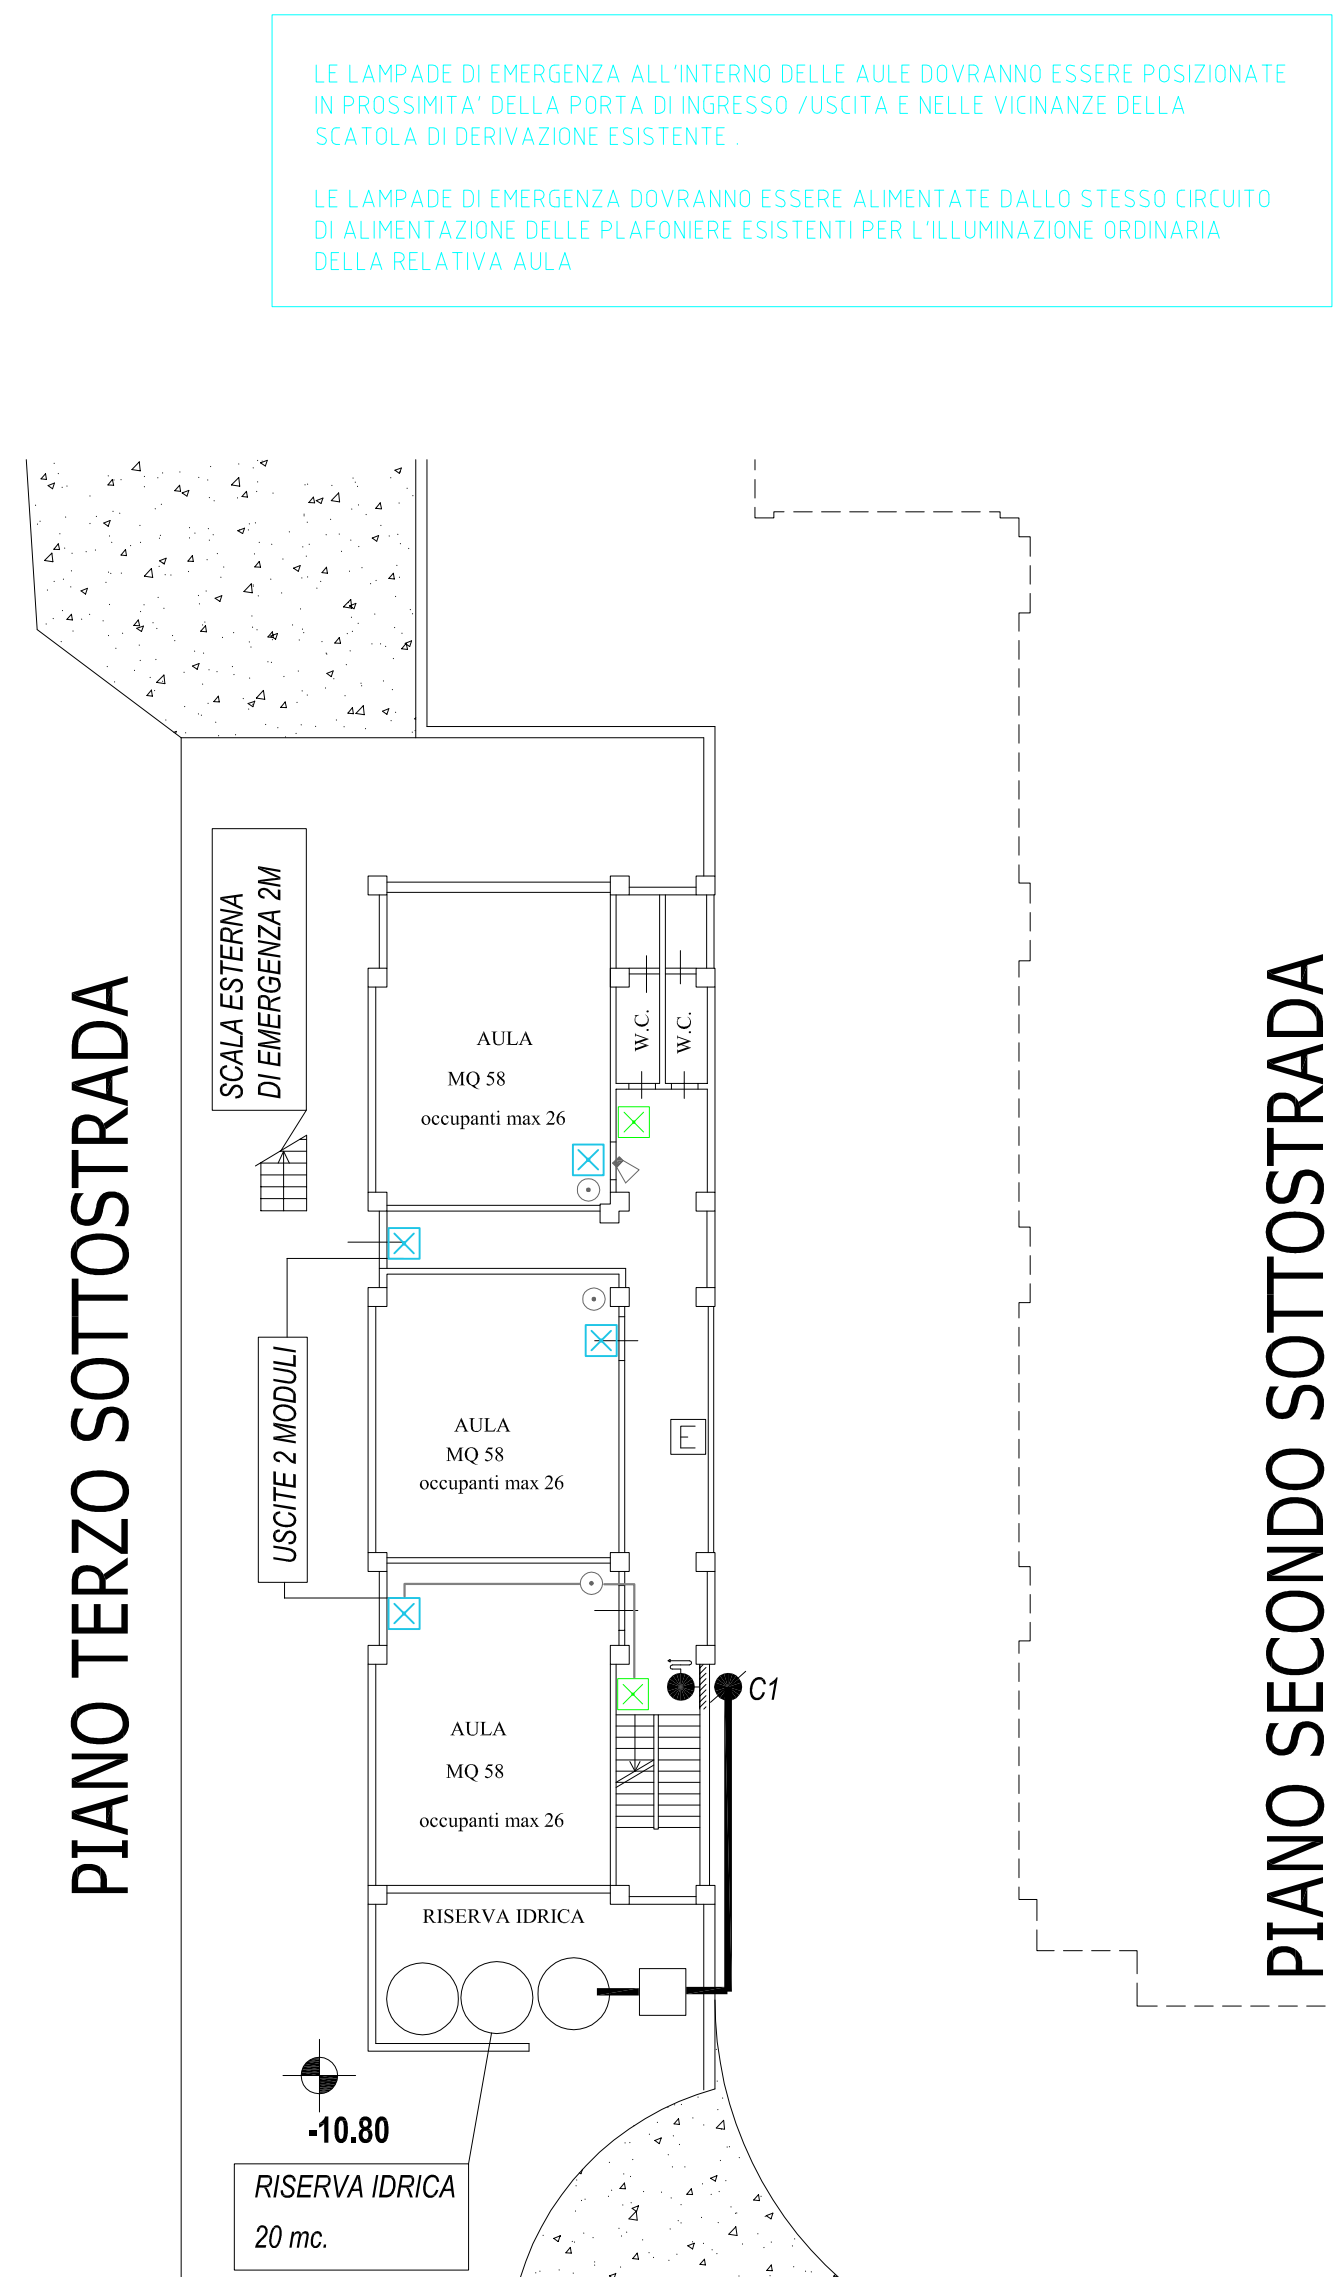 LE LAMPADE DI EMERGENZA ALL'INTERNO DELLE AULE DOVRANNO ESSERE POSIZIONATE
IN PROSSIMITA' DELLA PORTA DI INGRESSO /USCITA E NELLE VICINANZE DELLA
SCATOLA DI DERIVAZIONE ESISTENTE .
LE LAMPADE DI EMERGENZA DOVRANNO ESSERE ALIMENTATE DALLO STESSO CIRCUITO
DI ALIMENTAZIONE DELLE PLAFONIERE ESISTENTI PER L'ILLUMINAZIONE ORDINARIA
DELLA RELATIVA AULA
PIANO TERZO SOTTOSTRADA
SCALA ESTERNA
DI EMERGENZA 2M
AULA
MQ 58
occupanti max 26
W.C.
W.C.
USCITE 2 MODULI
AULA
MQ 58
occupanti max 26
E
AULA
MQ 58
occupanti max 26
C1
RISERVA IDRICA
-10.80
RISERVA IDRICA
20 mc.
PIANO SECONDO SOTTOSTRADA